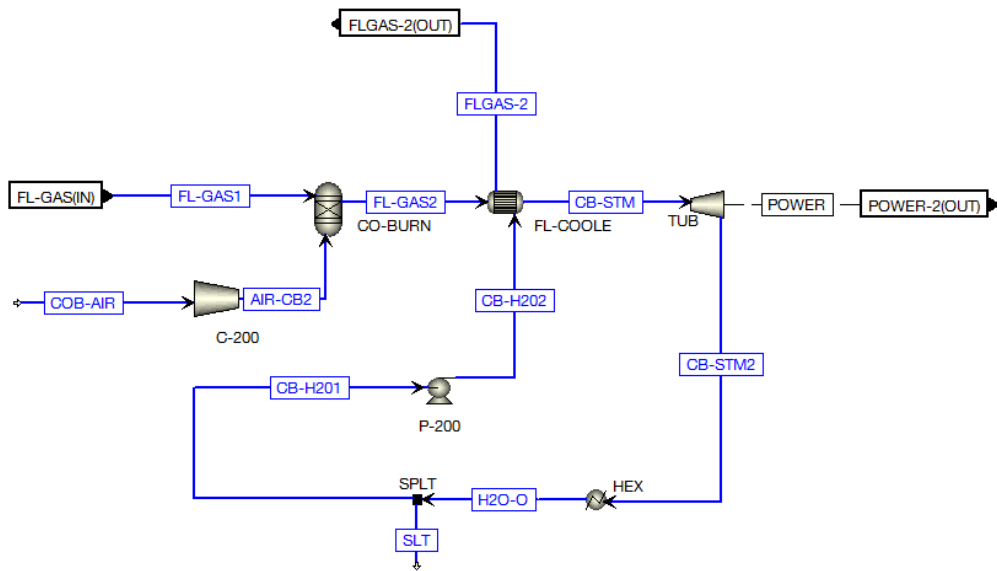 FLGAS-2(OUT)
FLGAS-2
FL-GAS(IN)
FL-GAS1
FL-GAS2
CB-STM
POWER
POWER-2(OUT)
CO-BURN
FL-COOLE
TUB
COB-AIR
AIR-CB2
CB-H202
C-200
CB-STM2
CB-H201
P-200
SPLT
H2O-O
HEX
SLT